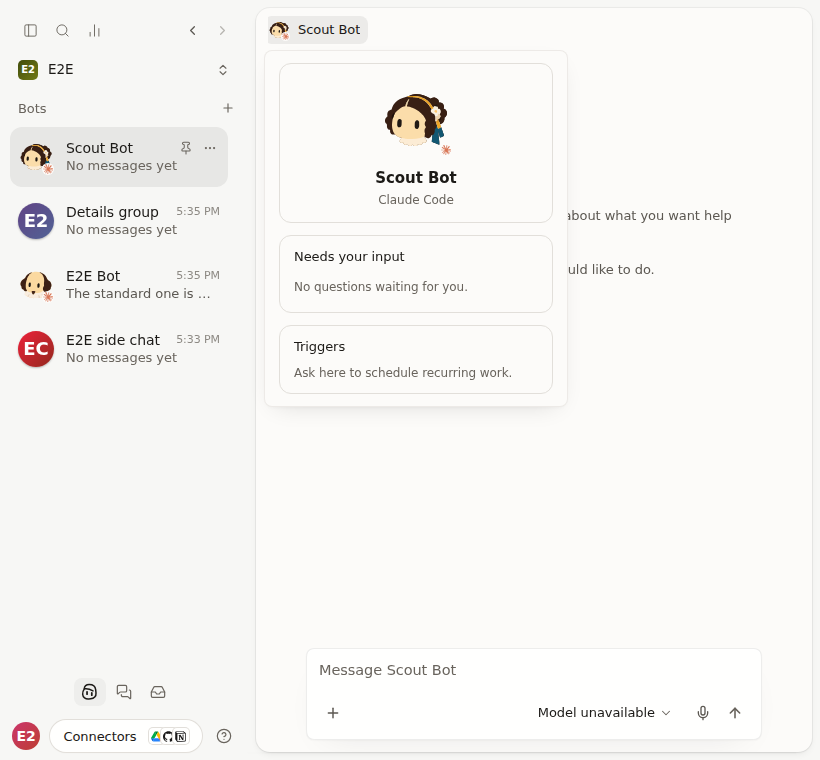 E2 E2E
Bots
Scout Bot
No messages yet
E2 Details group 5:35 PM
No messages yet
E2E Bot 5:35 PM
The standard one is ...
EC E2E side chat 5:33 PM
No messages yet
E2 Connectors
Scout Bot
Scout Bot
Claude Code
Needs your input
No questions waiting for you.
Triggers
Ask here to schedule recurring work.
about what you want help
uld like to do.
Message Scout Bot
Model unavailable